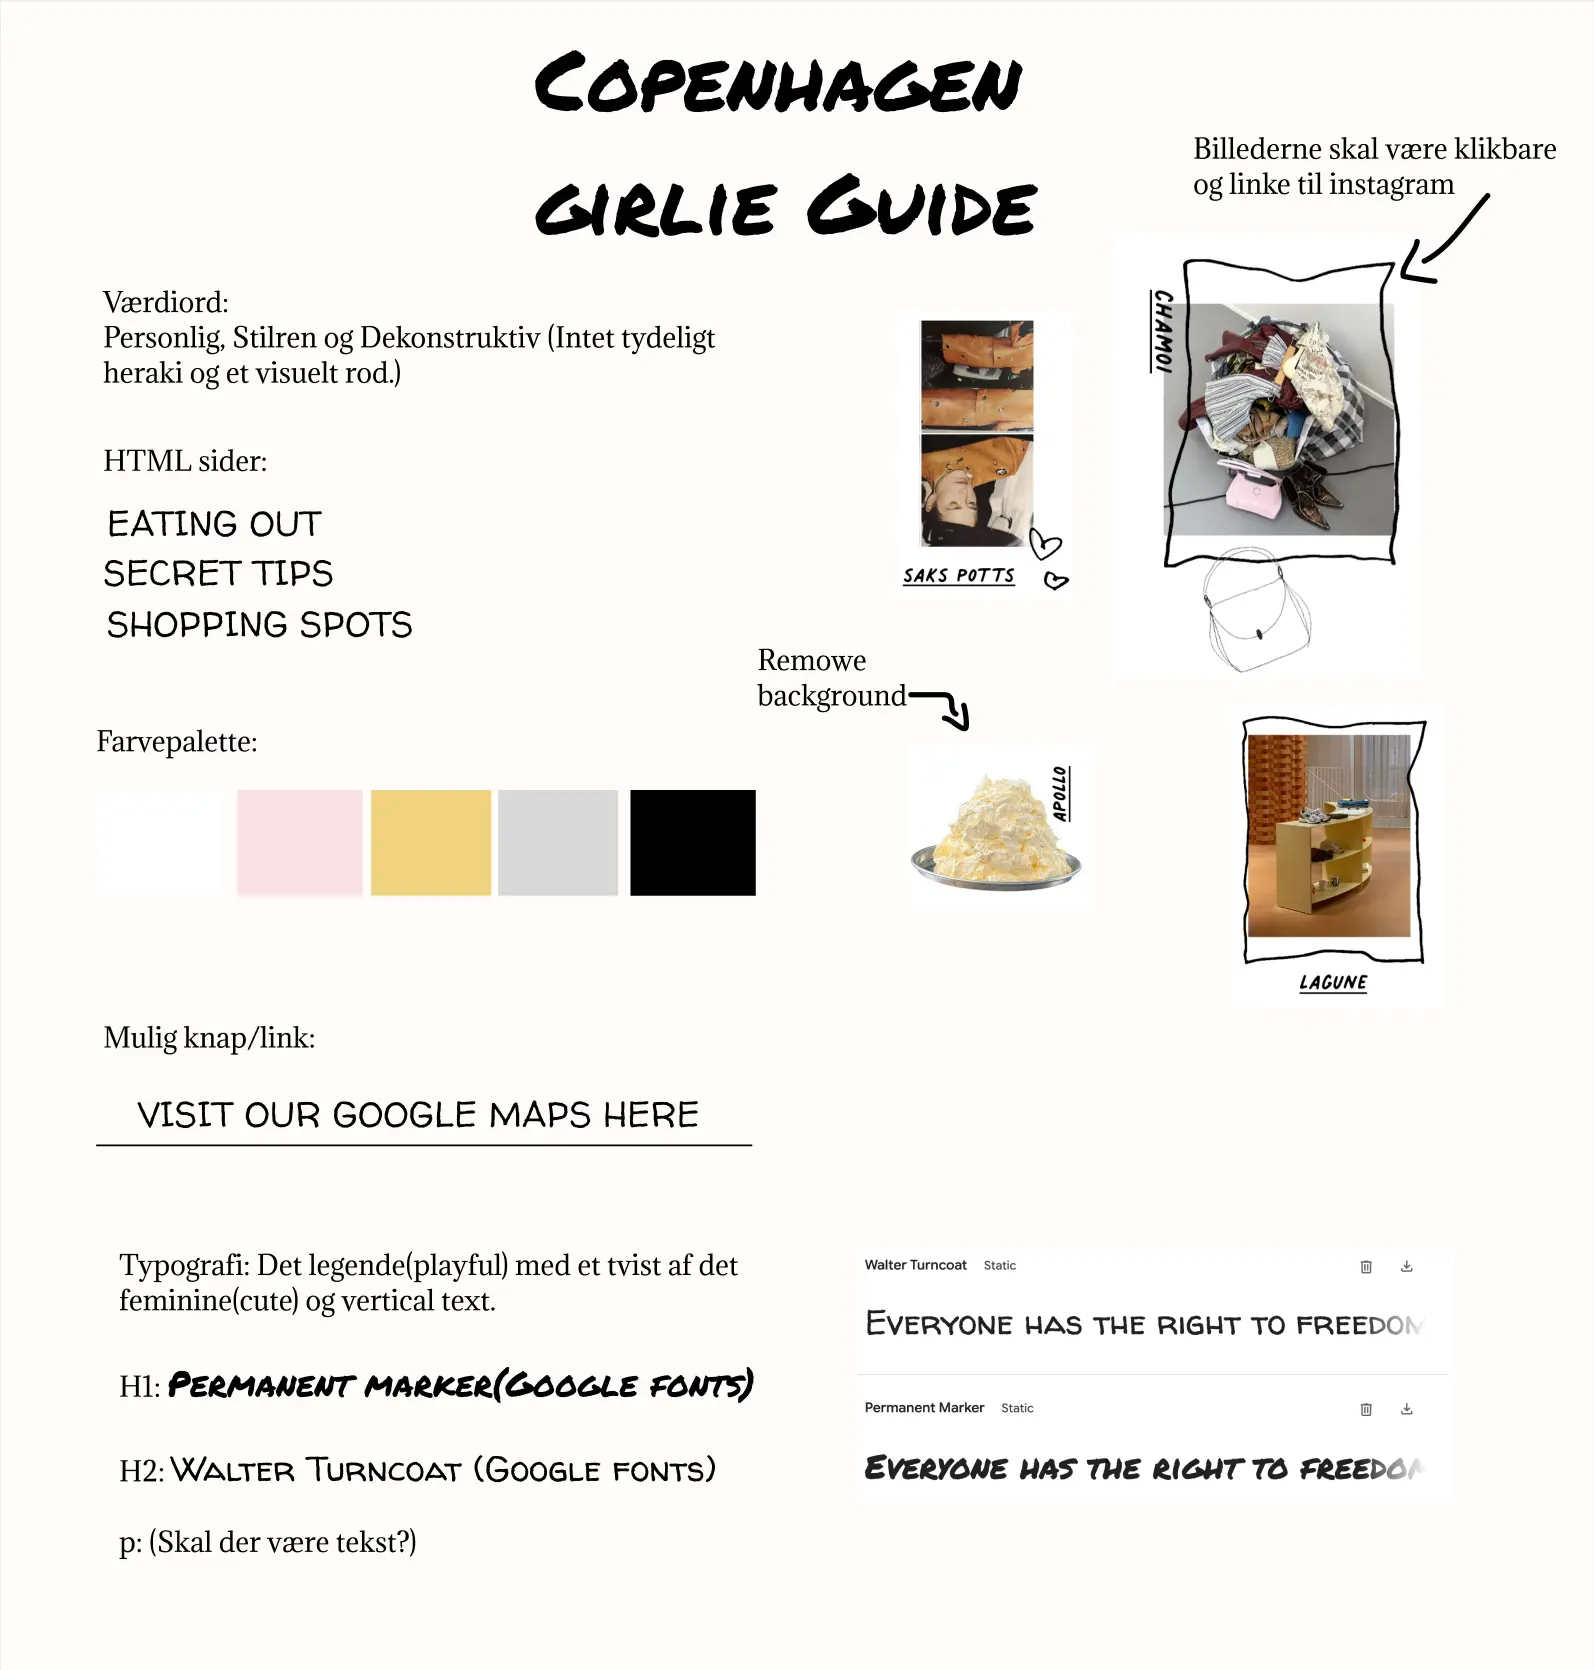 COPENHAGEN
GIRLIE GUIDE
Billederne skal være klikbare
og linke til instagram
Værdiord:
Personlig, Stilren og Dekonstruktiv (Intet tydeligt
heraki og et visuelt rod.)
CHAMOI
HTML sider:
EATING OUT
SECRET TIPS
SHOPPING SPOTS
SAKS POTTS
Remowe
background
APOLLO
Farvepalette:
LAGUNE
Mulig knap/link:
VISIT OUR GOOGLE MAPS HERE
Typografi: Det legende(playful) med et tvist af det
feminine(cute) og vertical text.
H1: PERMANENT MARKER(GOOGLE FONTS)
H2: WALTER TURNCOAT (GOOGLE FONTS)
p: (Skal der være tekst?)
Walter Turncoat Static
EVERYONE HAS THE RIGHT TO FREEDOM
Permanent Marker Static
EVERYONE HAS THE RIGHT TO FREEDOM